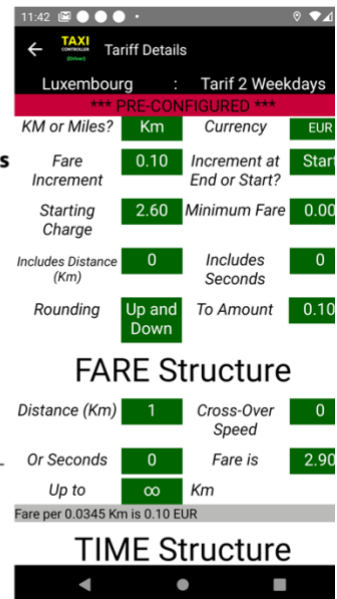 11:42
TAXI
CONTROLLER
(Driver)
Tariff Details
Luxembourg : Tarif 2 Weekdays
*** PRE-CONFIGURED ***
KM or Miles? Km Currency EUR
s
Fare Increment 0.10 Increment at End or Start? Start
Starting Charge 2.60 Minimum Fare 0.00
Includes Distance (Km) 0 Includes Seconds 0
Rounding Up and Down To Amount 0.10
FARE Structure
Distance (Km) 1 Cross-Over Speed 0
Or Seconds 0 Fare is 2.90
Up to ∞ Km
Fare per 0.0345 Km is 0.10 EUR
TIME Structure